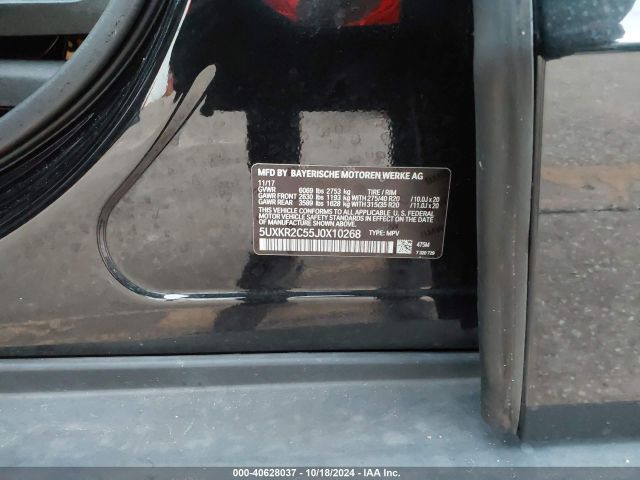 MFD BY BAYERISCHE MOTOREN WERKE AG
11/17
GVWR 6069 lbs 2753 kg TIRE / RIM
GAWR FRONT 2630 lbs 1193 kg WITH 275/40 R20 /10.0J x 20
GAWR REAR 3589 lbs 1628 kg WITH 315/35 R20 /11.0J x 20
THIS VEHICLE CONFORMS TO ALL APPLICABLE U.S. FEDERAL
MOTOR VEHICLE SAFETY STANDARDS IN EFFECT ON THE DATE OF
MANUFACTURE SHOWN ABOVE.
5UXKR2C55J0X10268 TYPE: MPV
475M
7 320 729
000-40628037 - 10/18/2024 - IAA Inc.